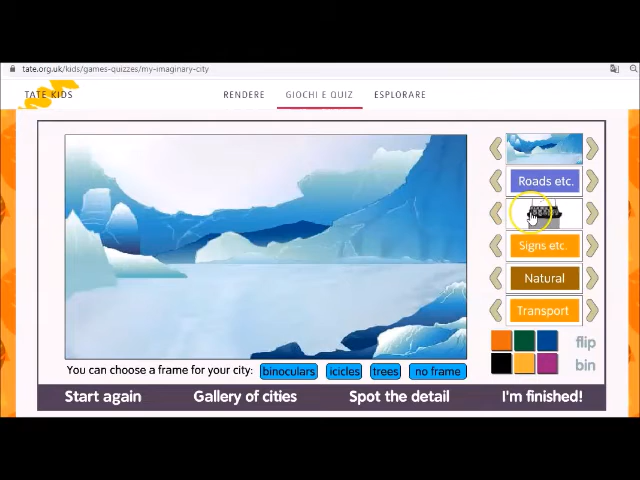 tate.org.uk/kids/games-quizzes/my-imaginary-city
TATE KIDS
RENDERE
GIOCHI E QUIZ
ESPLORARE
Roads etc.
Signs etc.
Natural
Transport
flip
bin
You can choose a frame for your city: binoculars icicles trees no frame
Start again
Gallery of cities
Spot the detail
I'm finished!